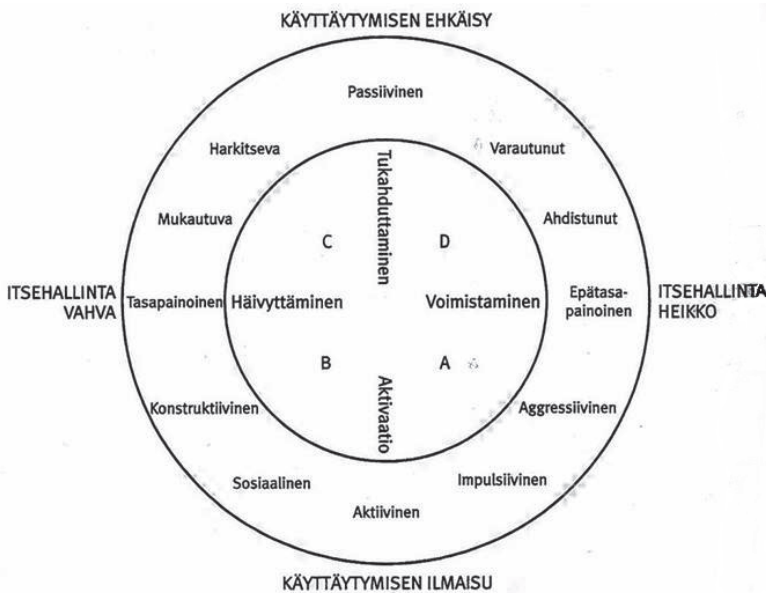 KÄYTTÄYTYMISEN EHKÄISY
Passiivinen
Harkitseva
Varautunut
Mukautuva
Ahdistunut
Tukahduttaminen
C
D
ITSEHALLINTA
VAHVA
Tasapainoinen
Häivyttäminen
Voimistaminen
Epätasa-
painoinen
ITSEHALLINTA
HEIKKO
B
A
Aktivaatio
Konstruktiivinen
Aggressiivinen
Sosiaalinen
Impulsiivinen
Aktiivinen
KÄYTTÄYTYMISEN ILMAISU